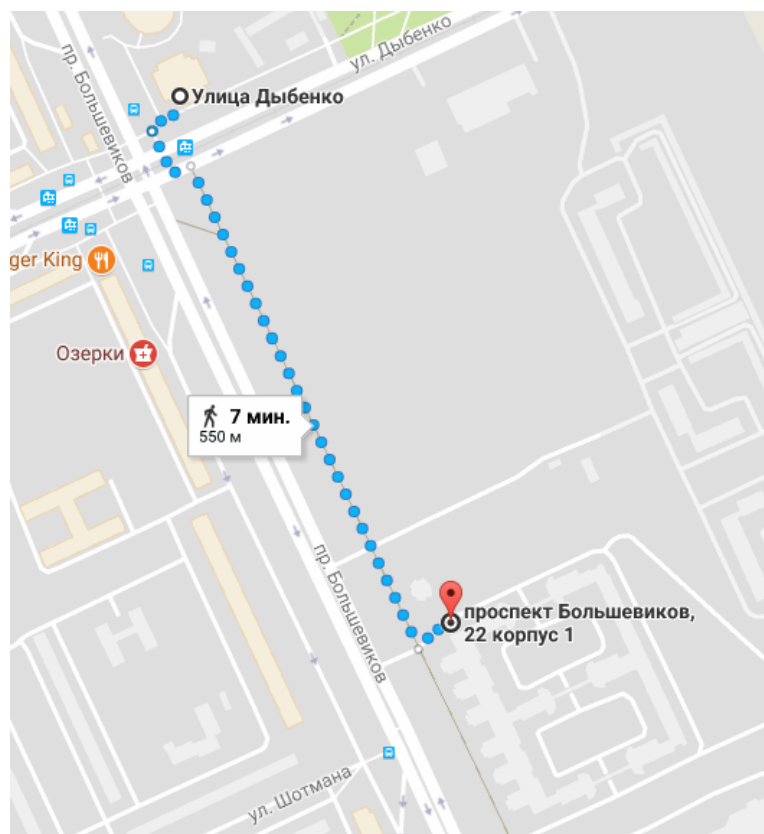 пр. Большевиков
ул. Дыбенко
Улица Дыбенко
ger King
Озерки
7 мин.
550 м
пр. Большевиков
проспект Большевиков,
22 корпус 1
ул. Шотмана